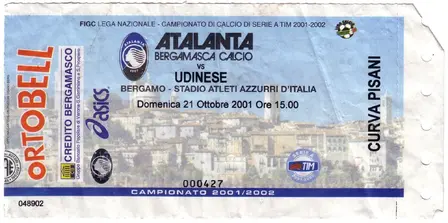 FIGC LEGA NAZIONALE - CAMPIONATO DI CALCIO DI SERIE A TIM 2001-2002
ATALANTA
BERGAMASCA CALCIO
vs
UDINESE
BERGAMO - STADIO ATLETI AZZURRI D'ITALIA
Domenica 21 Ottobre 2001 Ore 15.00
ORTOBELL
CREDITO BERGAMASCO
asics
CURVA PISANI
000427
TIM
CAMPIONATO 2001/2002
048902